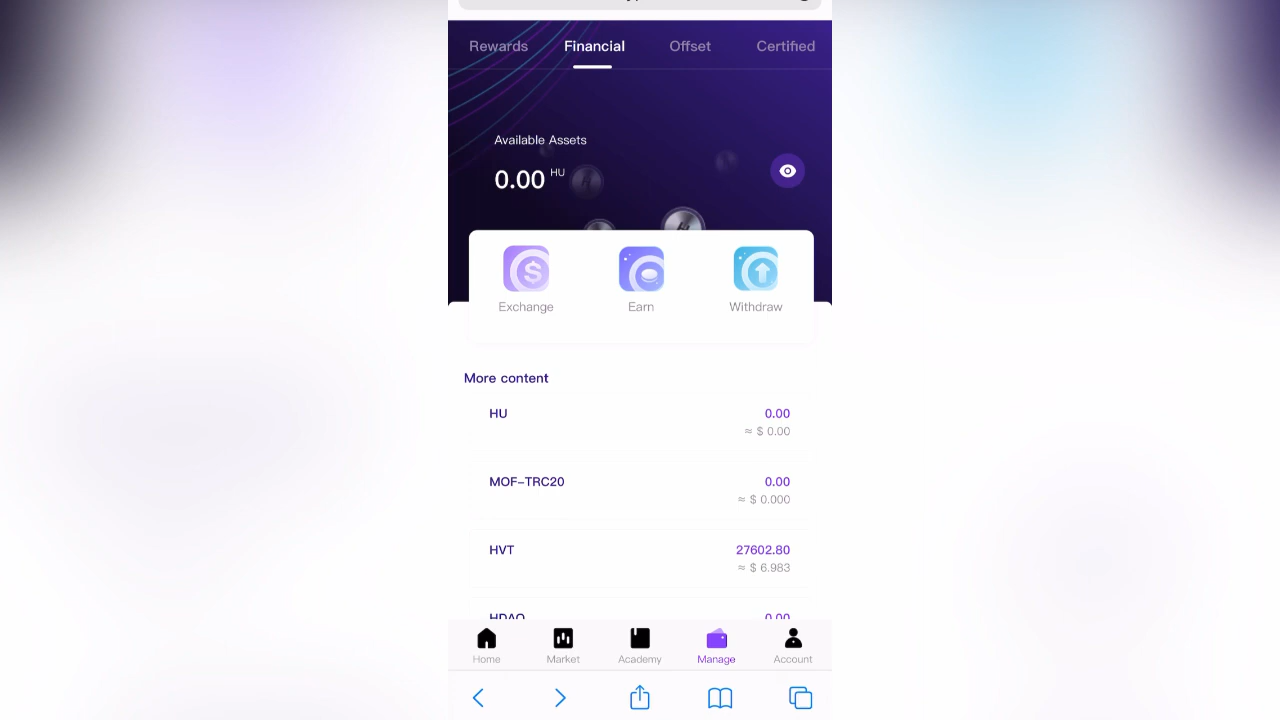 Rewards Financial Offset Certified
Available Assets
0.00 HU
Exchange Earn Withdraw
More content
HU 0.00
≈ $ 0.00
MOF-TRC20 0.00
≈ $ 0.000
HVT 27602.80
≈ $ 6.983
HDAO 0.00
Home Market Academy Manage Account